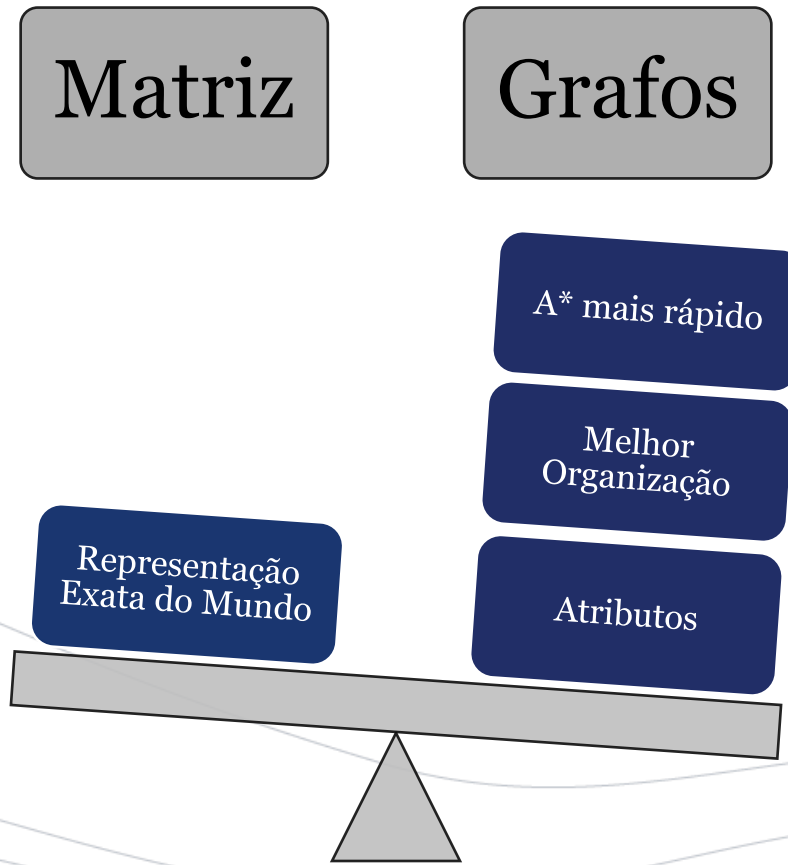 Matriz
Grafos
A* mais rápido
Melhor
Organização
Representação
Exata do Mundo
Atributos